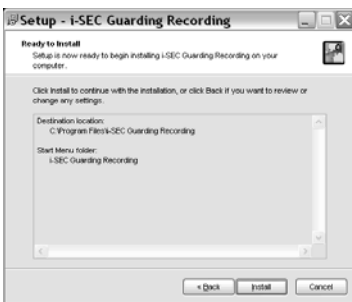 Setup - i-SEC Guarding Recording
Ready to Install
Setup is now ready to begin installing i-SEC Guarding Recording on your
computer.
Click Install to continue with the installation, or click Back if you want to review or
change any settings.
Destination location:
C:\Program Files\i-SEC Guarding Recording
Start Menu folder:
i-SEC Guarding Recording
< Back
Install
Cancel